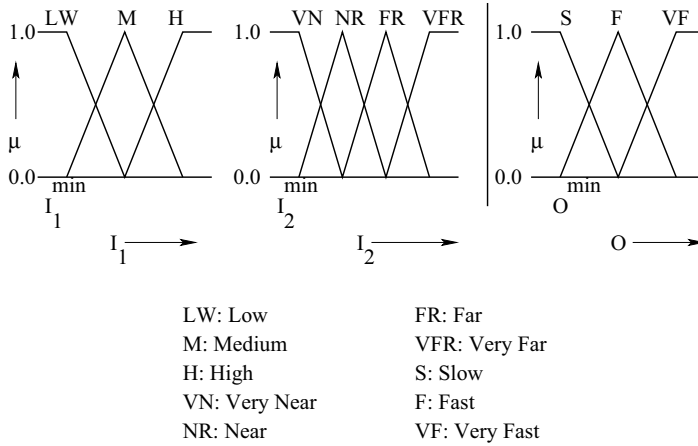 LW M H VN NR FR VFR S F VF
1.0 1.0 1.0
μ μ μ
0.0 0.0 0.0
min min min
I1 I2 O
I1 I2 O
LW: Low FR: Far
M: Medium VFR: Very Far
H: High S: Slow
VN: Very Near F: Fast
NR: Near VF: Very Fast